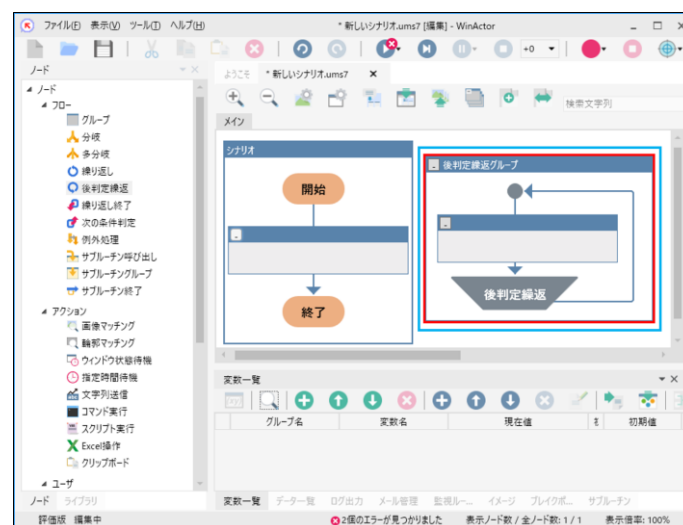 ファイル(F) 表示(V) ツール(T) ヘルプ(H)
* 新しいシナリオ.ums7 [編集] - WinActor
+0
ノード
ようこそ
* 新しいシナリオ.ums7
検索文字列
メイン
ノード
フロー
グループ
分岐
多分岐
繰り返し
後判定繰返
繰り返し終了
次の条件判定
例外処理
サブルーチン呼び出し
サブルーチングループ
サブルーチン終了
アクション
画像マッチング
輪郭マッチング
ウィンドウ状態待機
指定時間待機
文字列送信
コマンド実行
スクリプト実行
Excel操作
クリップボード
ユーザ
ノード ライブラリ
シナリオ
開始
終了
後判定繰返グループ
後判定繰返
変数一覧
グループ名 変数名 現在値 初期値
変数一覧 データ一覧 ログ出力 メール管理 監視ルー... イメージ ブレイクポ... サブルーチン
評価版 編集中
2個のエラーが見つかりました
表示ノード数 / 全ノード数: 1 / 1
表示倍率: 100%